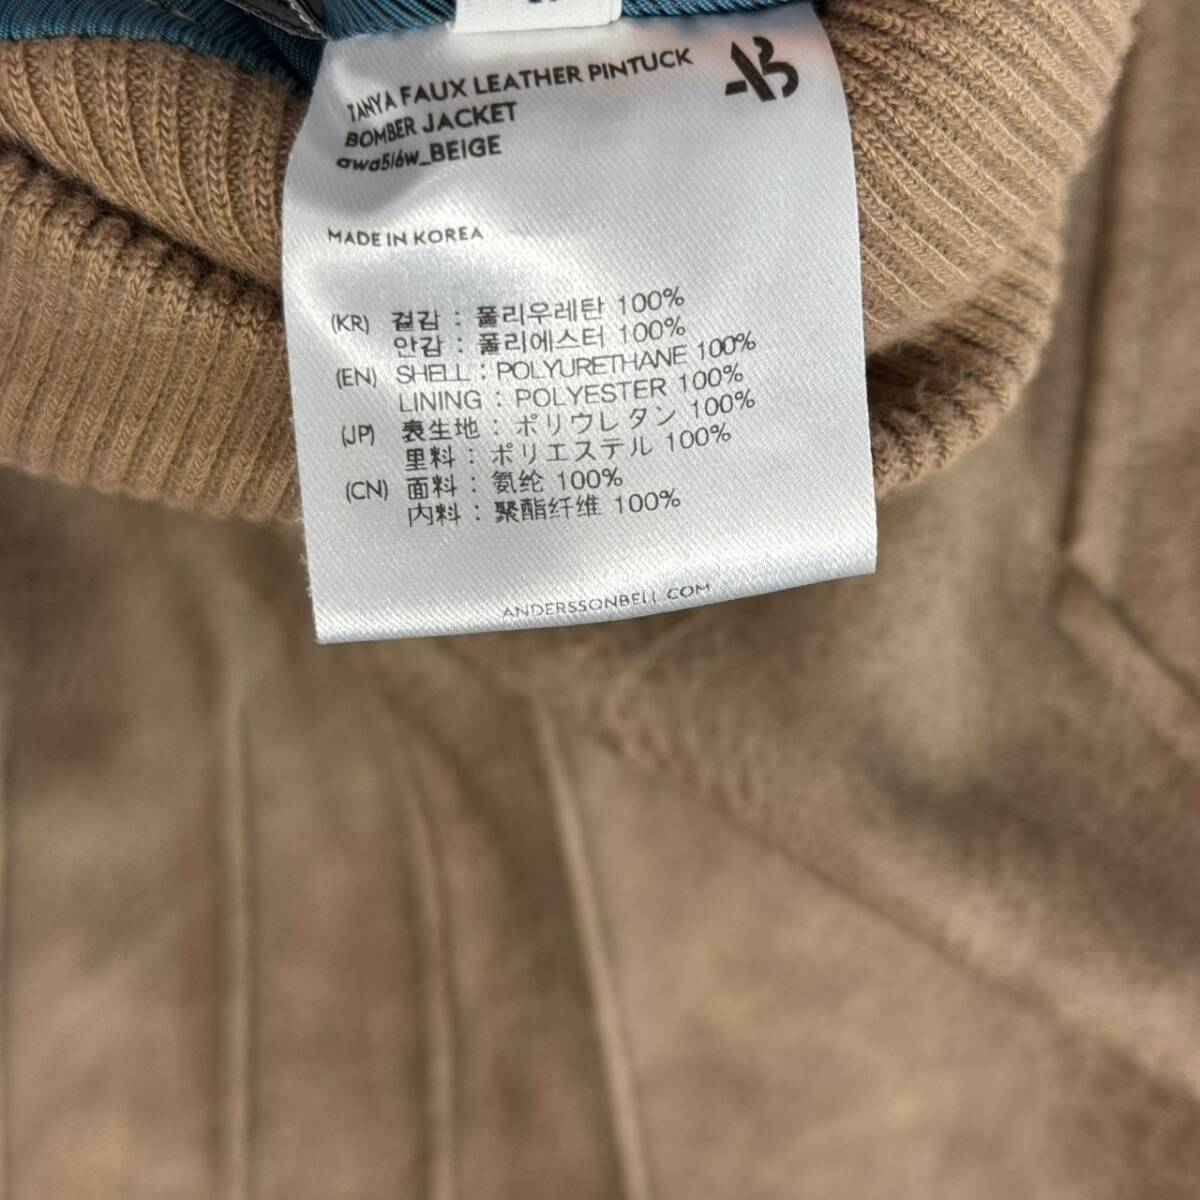 TANYA FAUX LEATHER PINTUCK
BOMBER JACKET
awa516w_BEIGE
AB
MADE IN KOREA
(KR) 겉감 : 폴리우레탄 100%
안감 : 폴리에스터 100%
(EN) SHELL : POLYURETHANE 100%
LINING : POLYESTER 100%
(JP) 表生地 : ポリウレタン 100%
里料 : ポリエステル 100%
(CN) 面料 : 氨纶 100%
内料 : 聚酯纤维 100%
ANDERSSONBELL.COM